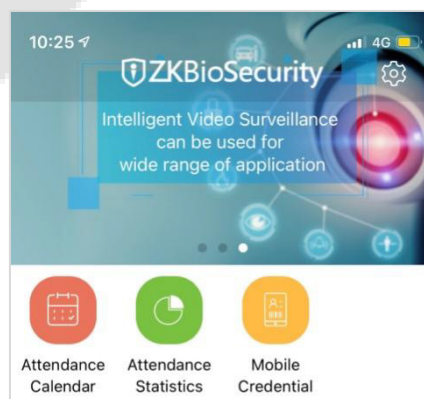 10:25
4G
ZKBioSecurity
Intelligent Video Surveillance
can be used for
wide range of application
Attendance
Calendar
Attendance
Statistics
Mobile
Credential